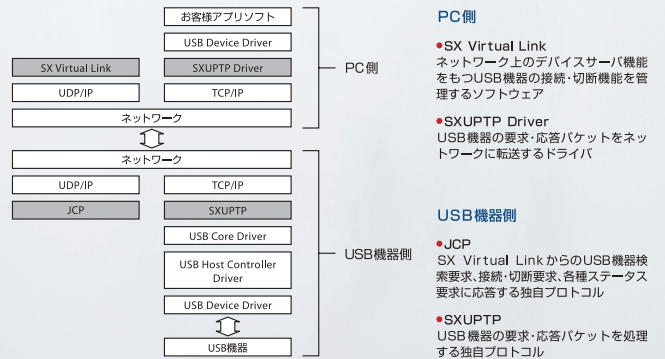 お客様アプリソフト
USB Device Driver
SX Virtual Link
SXUPTP Driver
UDP/IP
TCP/IP
ネットワーク
PC側
ネットワーク
UDP/IP
TCP/IP
JCP
SXUPTP
USB Core Driver
USB Host Controller
Driver
USB Device Driver
USB機器
USB機器側
PC側
●SX Virtual Link
ネットワーク上のデバイスサーバ機能
をもつUSB機器の接続・切断機能を管
理するソフトウェア
●SXUPTP Driver
USB機器の要求・応答パケットをネッ
トワークに転送するドライバ
USB機器側
●JCP
SX Virtual LinkからのUSB機器検
索要求、接続・切断要求、各種ステータス
要求に応答する独自プロトコル
●SXUPTP
USB機器の要求・応答パケットを処理
する独自プロトコル